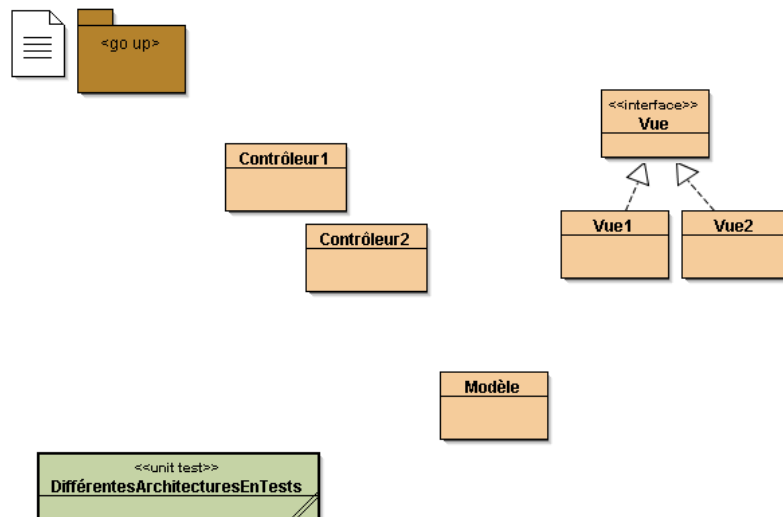 <go up>
<<interface>>
Vue
Contrôleur1
Contrôleur2
Vue1
Vue2
Modèle
<<unit test>>
DifférentesArchitecturesEnTests